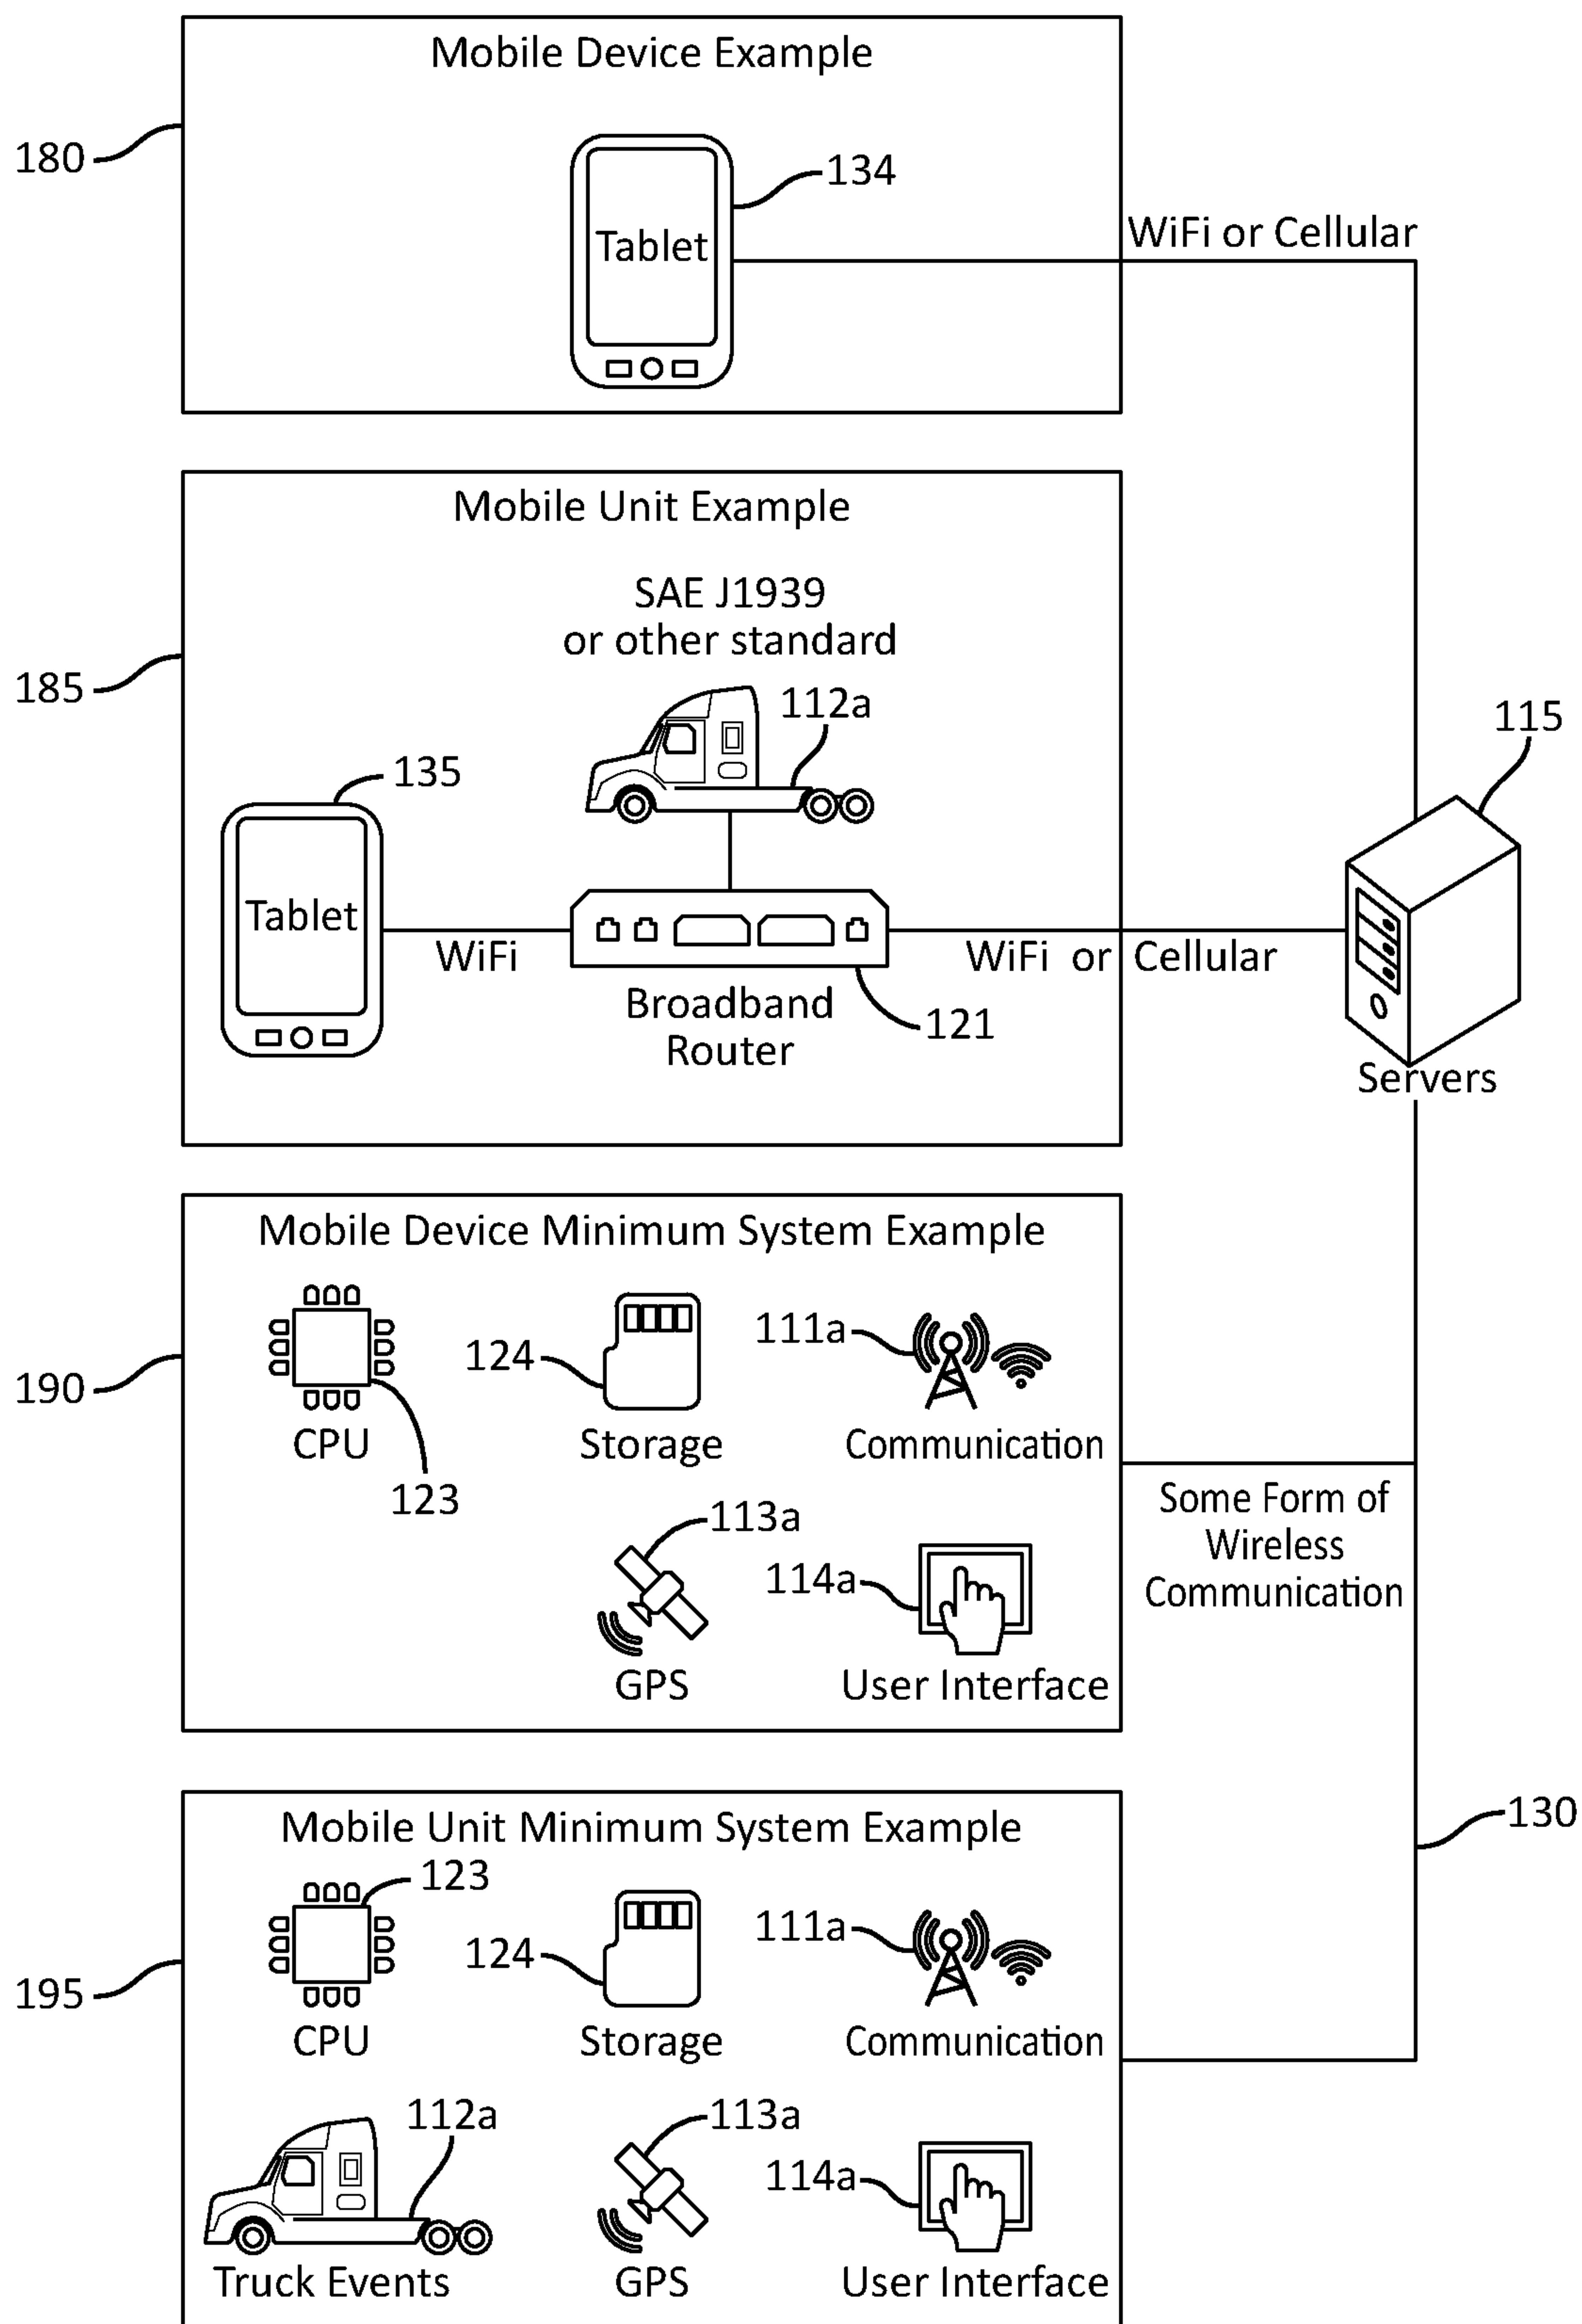 Mobile Device Example
180
134
Tablet
WiFi or Cellular
Mobile Unit Example
SAE J1939
or other standard
185
112a
115
135
Tablet
WiFi
WiFi or Cellular
Broadband
Router
121
Servers
Mobile Device Minimum System Example
190
124
111a
CPU
Storage
Communication
123
113a
114a
Some Form of
Wireless
Communication
GPS
User Interface
130
Mobile Unit Minimum System Example
123
195
124
111a
CPU
Storage
Communication
112a
113a
114a
Truck Events
GPS
User Interface